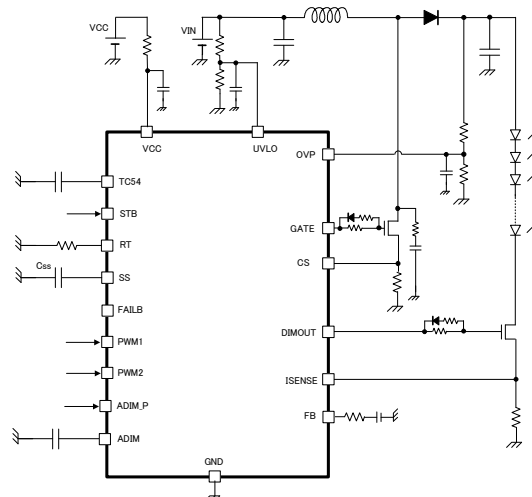 VCC
VIN
VCC
UVLO
OVP
TC54
STB
GATE
RT
CS
Css
SS
FAILB
DIMOUT
PWM1
PWM2
ISENSE
ADIM_P
FB
ADIM
GND